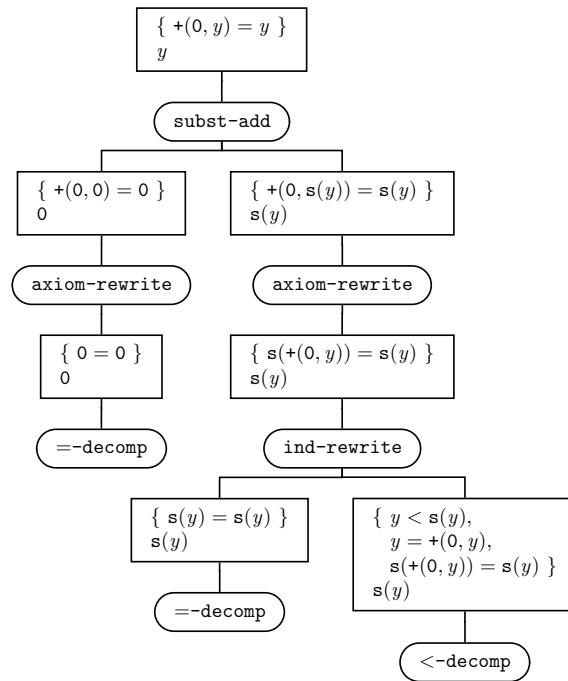 { +(0, y) = y }
y
subst-add
{ +(0, 0) = 0 }
0
{ +(0, s(y)) = s(y) }
s(y)
axiom-rewrite
axiom-rewrite
{ 0 = 0 }
0
{ s(+(0, y)) = s(y) }
s(y)
=-decomp
ind-rewrite
{ s(y) = s(y) }
s(y)
{ y < s(y),
y = +(0, y),
s(+(0, y)) = s(y) }
s(y)
=-decomp
<-decomp